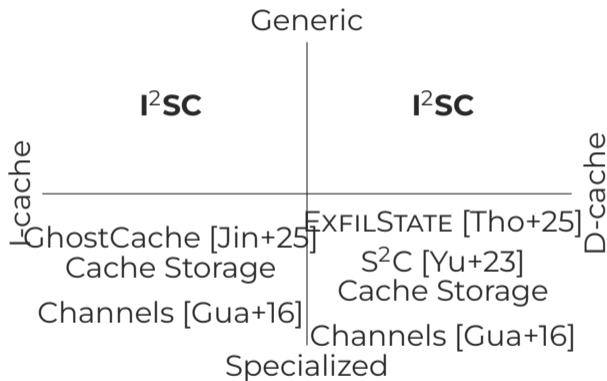 Generic
I²SC
I²SC
I-cache
D-cache
GhostCache [Jin+25]
Cache Storage
Channels [Gua+16]
EXFILSTATE [Tho+25]
S²C [Yu+23]
Cache Storage
Channels [Gua+16]
Specialized